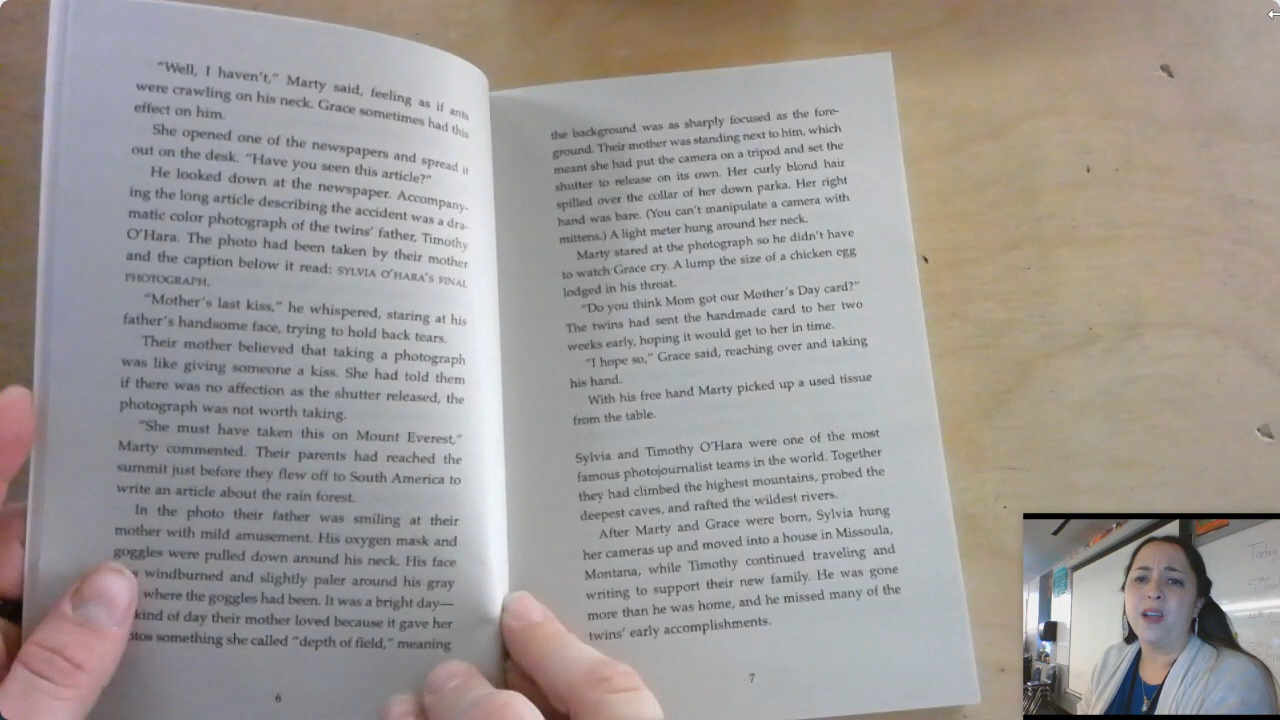 "Well, I haven't," Marty said, feeling as if ants
were crawling on his neck. Grace sometimes had this
effect on him.
She opened one of the newspapers and spread it
out on the desk. "Have you seen this article?"
He looked down at the newspaper. Accompany-
ing the long article describing the accident was a dra-
matic color photograph of the twins' father, Timothy
O'Hara. The photo had been taken by their mother
and the caption below it read: SYLVIA O'HARA'S FINAL
PHOTOGRAPH.
"Mother's last kiss," he whispered, staring at his
father's handsome face, trying to hold back tears.
Their mother believed that taking a photograph
was like giving someone a kiss. She had told them
if there was no affection as the shutter released, the
photograph was not worth taking.
"She must have taken this on Mount Everest,"
Marty commented. Their parents had reached the
summit just before they flew off to South America to
write an article about the rain forest.
In the photo their father was smiling at their
mother with mild amusement. His oxygen mask and
goggles were pulled down around his neck. His face
windburned and slightly paler around his gray
where the goggles had been. It was a bright day—
kind of day their mother loved because it gave her
something she called "depth of field," meaning
6
the background was as sharply focused as the fore-
ground. Their mother was standing next to him, which
meant she had put the camera on a tripod and set the
shutter to release on its own. Her curly blond hair
spilled over the collar of her down parka. Her right
hand was bare. (You can't manipulate a camera with
mittens.) A light meter hung around her neck.
Marty stared at the photograph so he didn't have
to watch Grace cry. A lump the size of a chicken egg
lodged in his throat.
"Do you think Mom got our Mother's Day card?"
The twins had sent the handmade card to her two
weeks early, hoping it would get to her in time.
"I hope so," Grace said, reaching over and taking
his hand.
With his free hand Marty picked up a used tissue
from the table.
Sylvia and Timothy O'Hara were one of the most
famous photojournalist teams in the world. Together
they had climbed the highest mountains, probed the
deepest caves, and rafted the wildest rivers.
After Marty and Grace were born, Sylvia hung
her cameras up and moved into a house in Missoula,
Montana, while Timothy continued traveling and
writing to support their new family. He was gone
more than he was home, and he missed many of the
twins' early accomplishments.
7